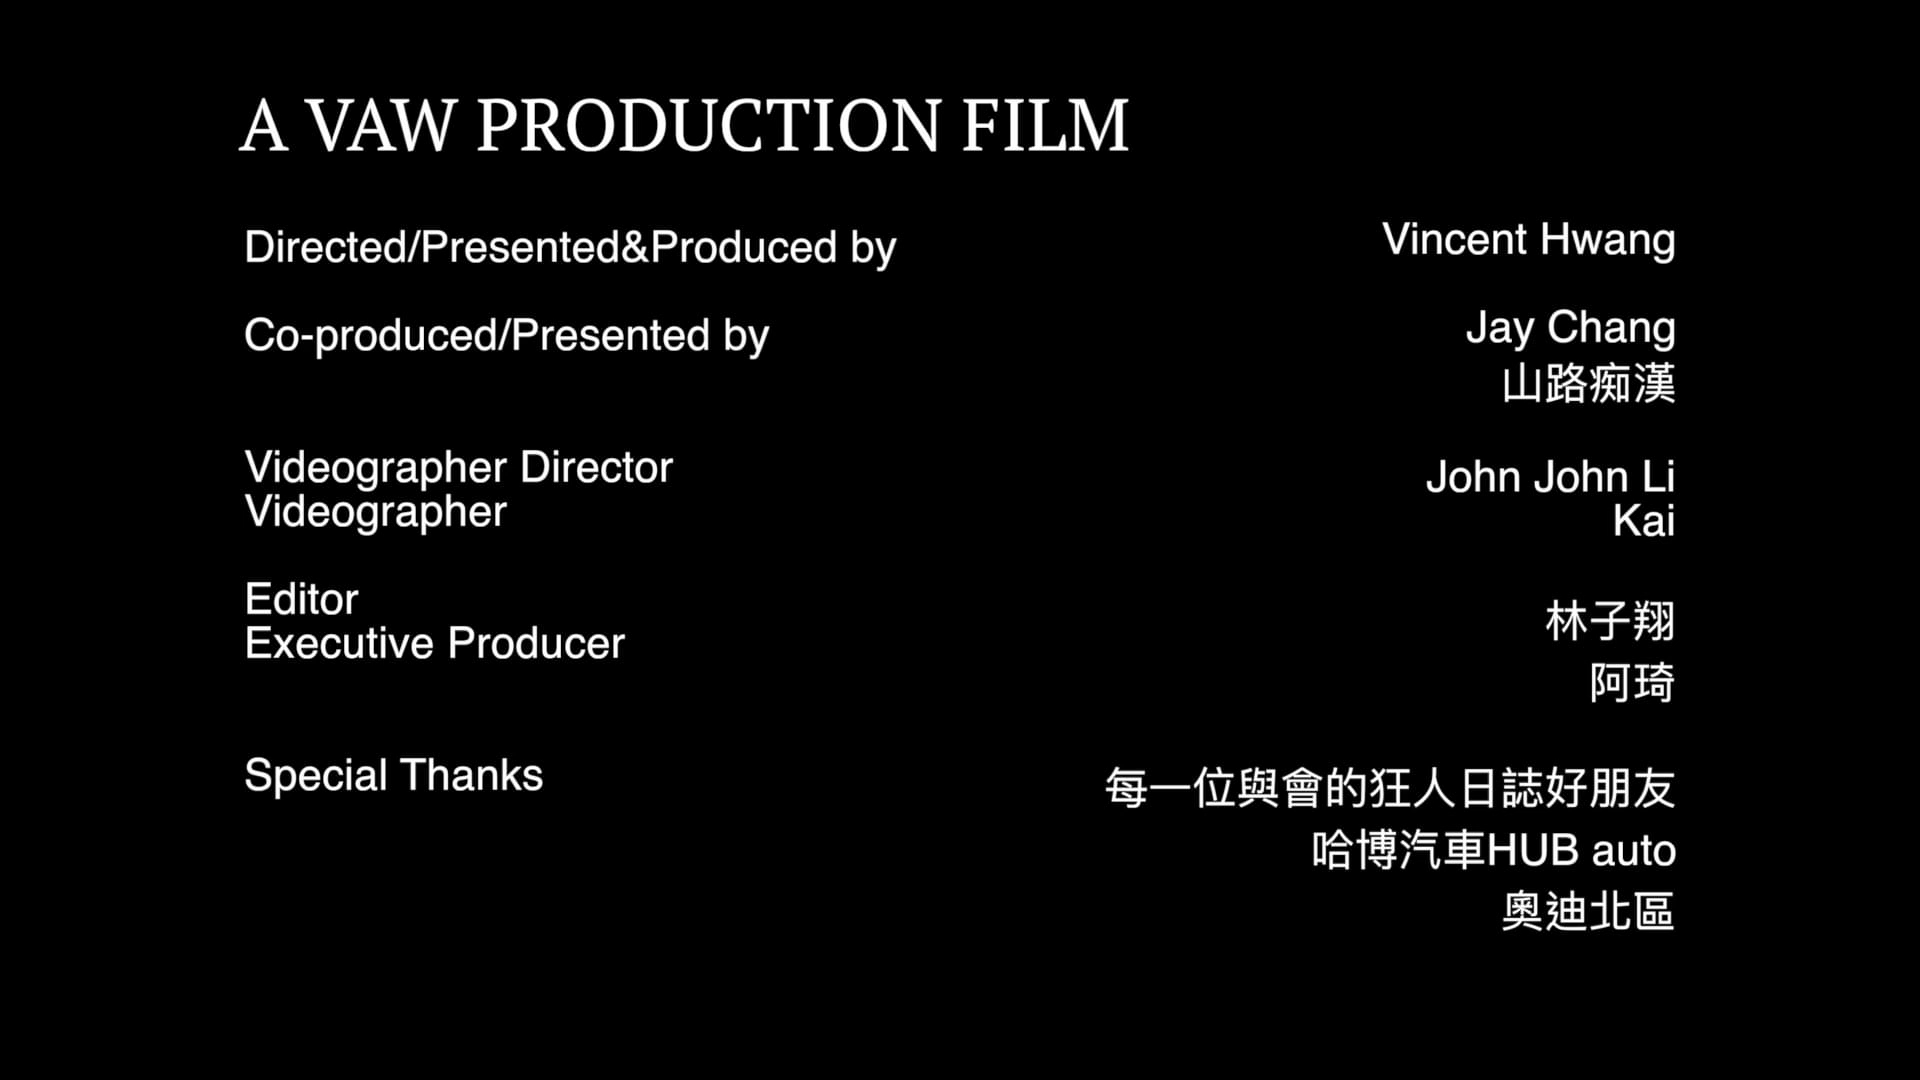 A VAW PRODUCTION FILM
Directed/Presented&Produced by
Vincent Hwang
Co-produced/Presented by
Jay Chang
山路痴漢
Videographer Director
John John Li
Videographer
Kai
Editor
林子翔
Executive Producer
阿琦
Special Thanks
每一位與會的狂人日誌好朋友
哈博汽車HUB auto
奧迪北區